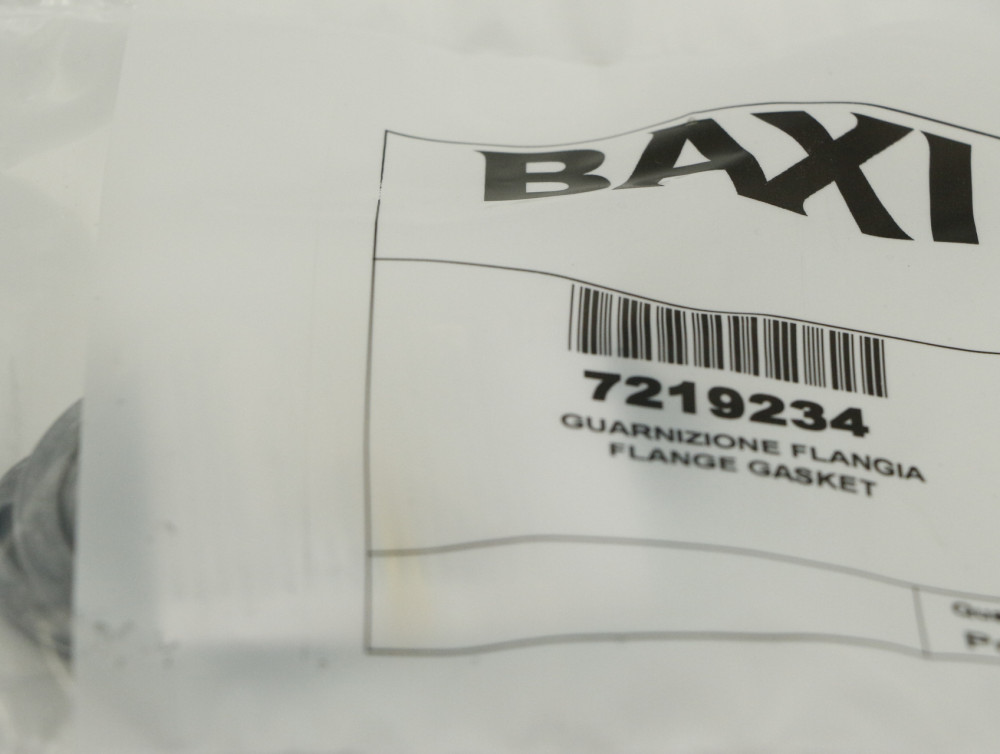 BAXI
7219234
GUARNIZIONE FLANGIA
FLANGE GASKET